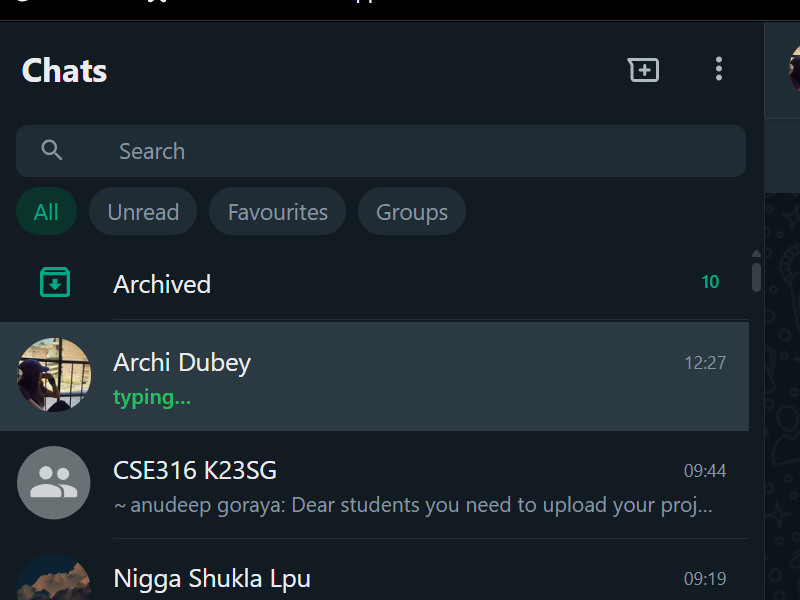 Chats
Search
All
Unread
Favourites
Groups
Archived
10
Archi Dubey
12:27
typing...
CSE316 K23SG
09:44
~ anudeep goraya: Dear students you need to upload your proj...
Nigga Shukla Lpu
09:19